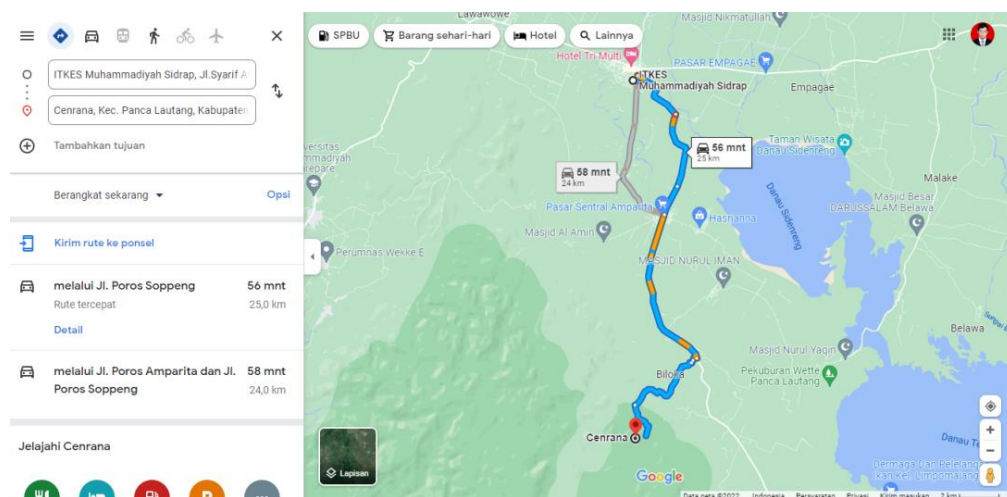 ITKES Muhammadiyah Sidrap, Jl.Syarif A
Cenrana, Kec. Panca Lautang, Kabupaten
Tambahkan tujuan
Berangkat sekarang
Opsi
Kirim rute ke ponsel
melalui Jl. Poros Soppeng
56 mnt
Rute tercepat
25,0 km
Detail
melalui Jl. Poros Amparita dan Jl.
58 mnt
Poros Soppeng
24,0 km
Jelajahi Cenrana
SPBU
Barang sehari-hari
Hotel
Lainnya
Lawawowe
Masjid Nikmatullah
Hotel Tri Multi
PASAR EMPAGAE
ITKES
Muhammadiyah Sidrap
Empagae
56 mnt
25 km
Taman Wisata
Danau Sidenreng
58 mnt
24 km
Malake
Danau Sidenreng
Masjid Besar
DARUSSALAM Belawa
Pasar Sentral Amparita
Hashanna
Masjid Al Amin
Perumnas Wekke E
MASJID NURUL IMAN
Belawa
Masjid Nurul Yaqin
Biloka
Pekuburan Wette
Panca Lautang
Cenrana
Lapisan
Google
Dermaga Dan Pelelang
Data peta ©2022
Indonesia
Persyaratan
Privasi
Kirim masukan
2 km